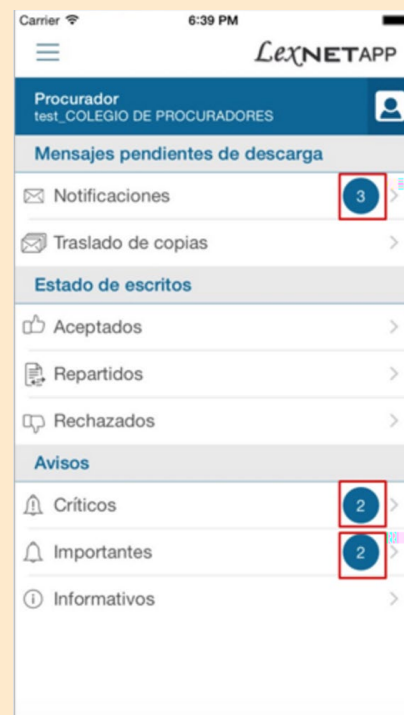 Carrier 6:39 PM
LexNETAPP
Procurador
test_COLEGIO DE PROCURADORES
Mensajes pendientes de descarga
Notificaciones 3
Traslado de copias
Estado de escritos
Aceptados
Repartidos
Rechazados
Avisos
Críticos 2
Importantes 2
Informativos